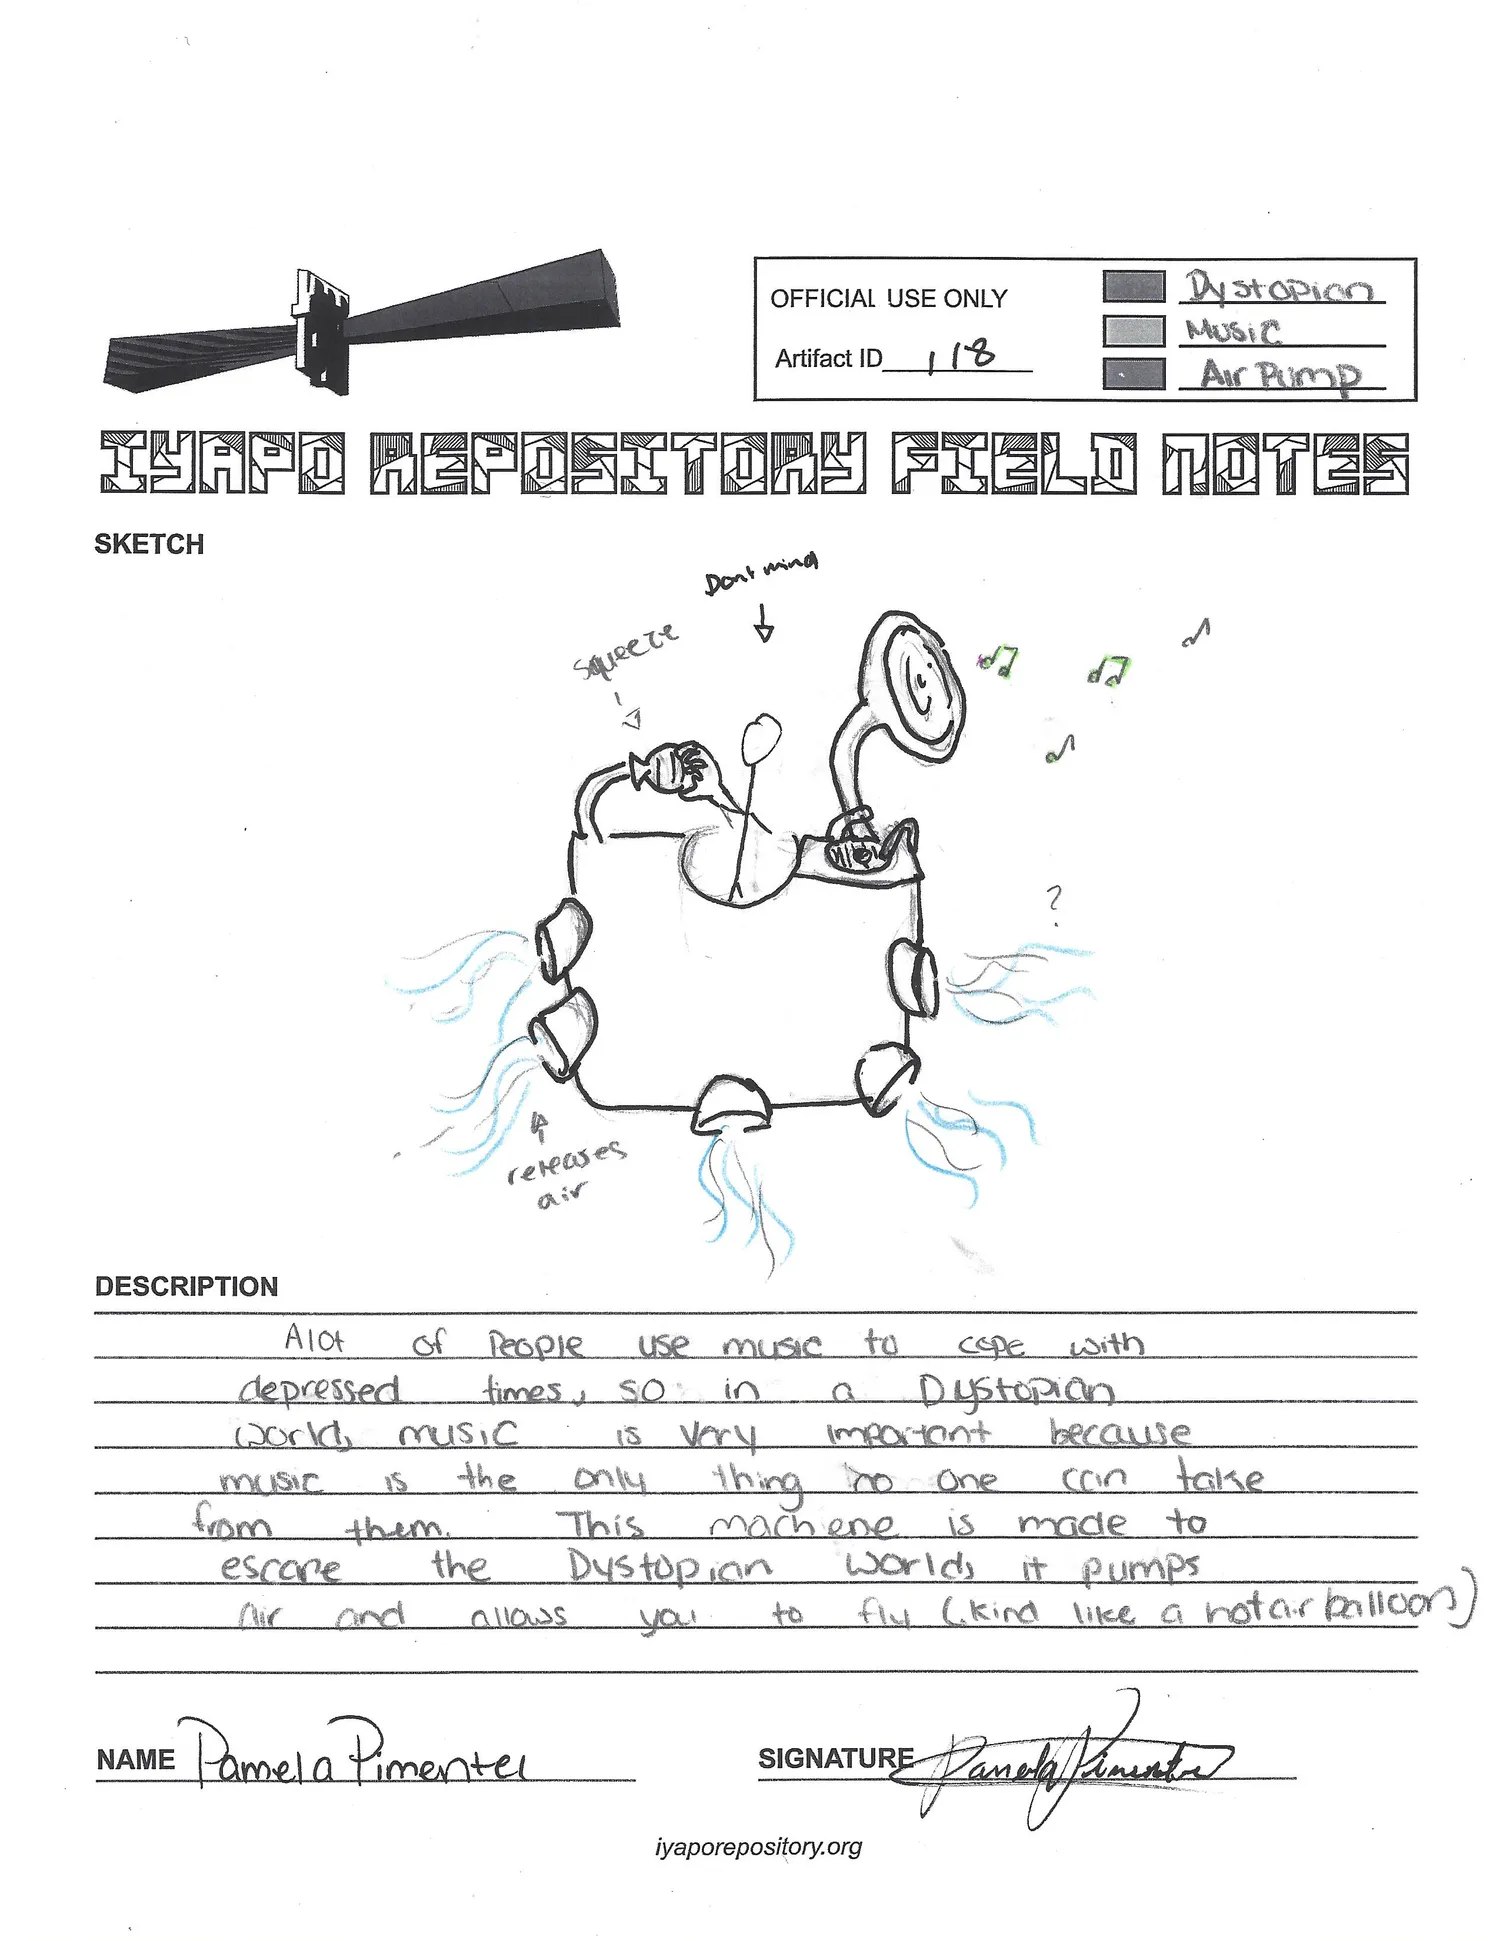 OFFICIAL USE ONLY
Artifact ID 118
Dystopian
Music
Air Pump
IYAPO REPOSITORY FIELD NOTES
SKETCH
Dont mind
squeeze
?
releases
air
DESCRIPTION
Alot of People use music to cope with
depressed times, so in a Dystopian
world, music is very important because
music is the only thing no one can take
from them. This machene is made to
escape the Dystopian world, it pumps
Air and allows you to fly (kind like a hot air balloon)
NAME Pamela Pimentel
SIGNATURE Pamela Pimentel
iyaporepository.org